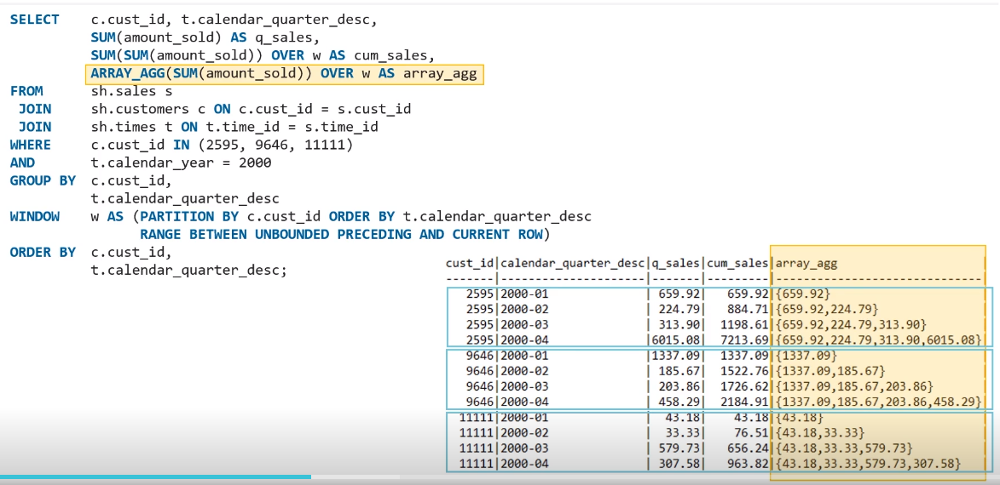 SELECT c.cust_id, t.calendar_quarter_desc,
SUM(amount_sold) AS q_sales,
SUM(SUM(amount_sold)) OVER w AS cum_sales,
ARRAY_AGG(SUM(amount_sold)) OVER w AS array_agg
FROM sh.sales s
JOIN sh.customers c ON c.cust_id = s.cust_id
JOIN sh.times t ON t.time_id = s.time_id
WHERE c.cust_id IN (2595, 9646, 11111)
AND t.calendar_year = 2000
GROUP BY c.cust_id,
t.calendar_quarter_desc
WINDOW w AS (PARTITION BY c.cust_id ORDER BY t.calendar_quarter_desc
RANGE BETWEEN UNBOUNDED PRECEDING AND CURRENT ROW)
ORDER BY c.cust_id,
t.calendar_quarter_desc;
cust_id|calendar_quarter_desc|q_sales|cum_sales|array_agg
-------|---------------------|-------|---------|------------------------------
2595|2000-01 | 659.92| 659.92|{659.92}
2595|2000-02 | 224.79| 884.71|{659.92,224.79}
2595|2000-03 | 313.90| 1198.61|{659.92,224.79,313.90}
2595|2000-04 |6015.08| 7213.69|{659.92,224.79,313.90,6015.08}
9646|2000-01 |1337.09| 1337.09|{1337.09}
9646|2000-02 | 185.67| 1522.76|{1337.09,185.67}
9646|2000-03 | 203.86| 1726.62|{1337.09,185.67,203.86}
9646|2000-04 | 458.29| 2184.91|{1337.09,185.67,203.86,458.29}
11111|2000-01 | 43.18| 43.18|{43.18}
11111|2000-02 | 33.33| 76.51|{43.18,33.33}
11111|2000-03 | 579.73| 656.24|{43.18,33.33,579.73}
11111|2000-04 | 307.58| 963.82|{43.18,33.33,579.73,307.58}